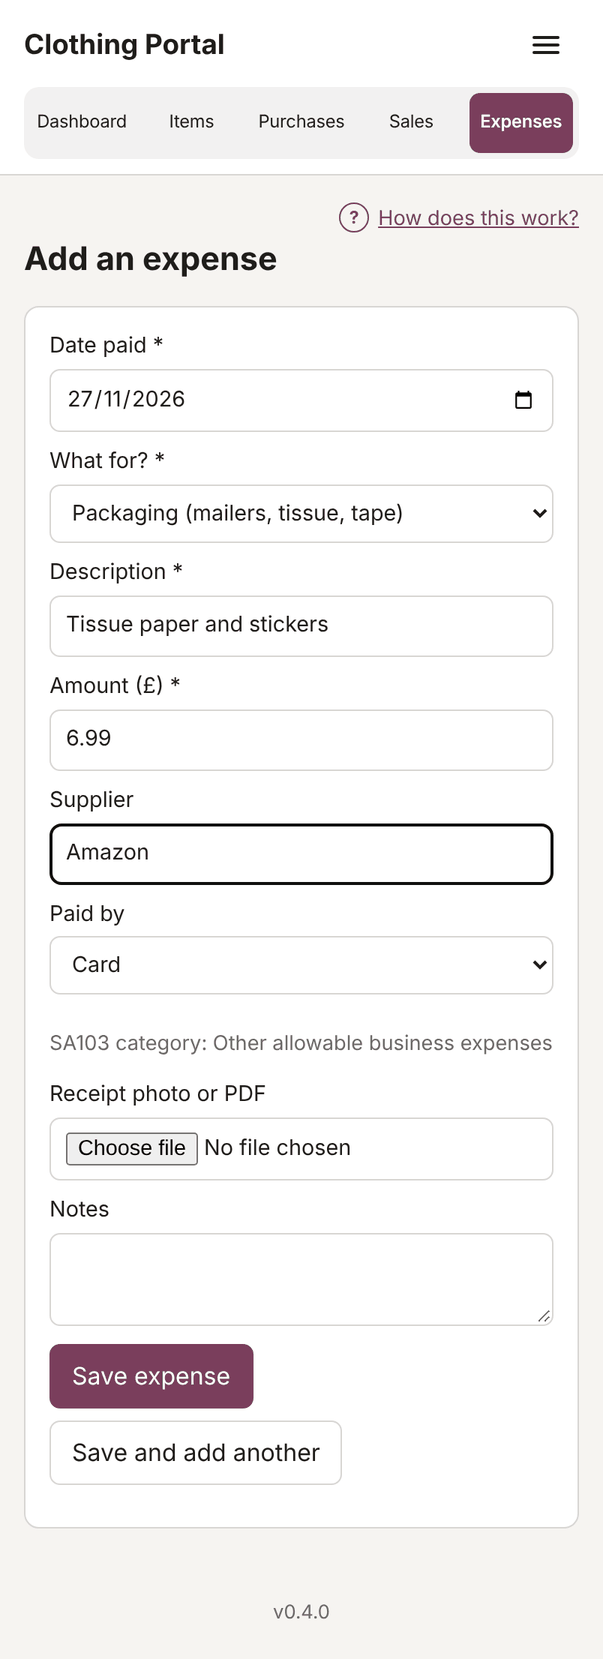 Clothing Portal
Dashboard Items Purchases Sales Expenses
? How does this work?
Add an expense
Date paid *
27/11/2026
What for? *
Packaging (mailers, tissue, tape)
Description *
Tissue paper and stickers
Amount (£) *
6.99
Supplier
Amazon
Paid by
Card
SA103 category: Other allowable business expenses
Receipt photo or PDF
Choose file No file chosen
Notes
Save expense
Save and add another
v0.4.0